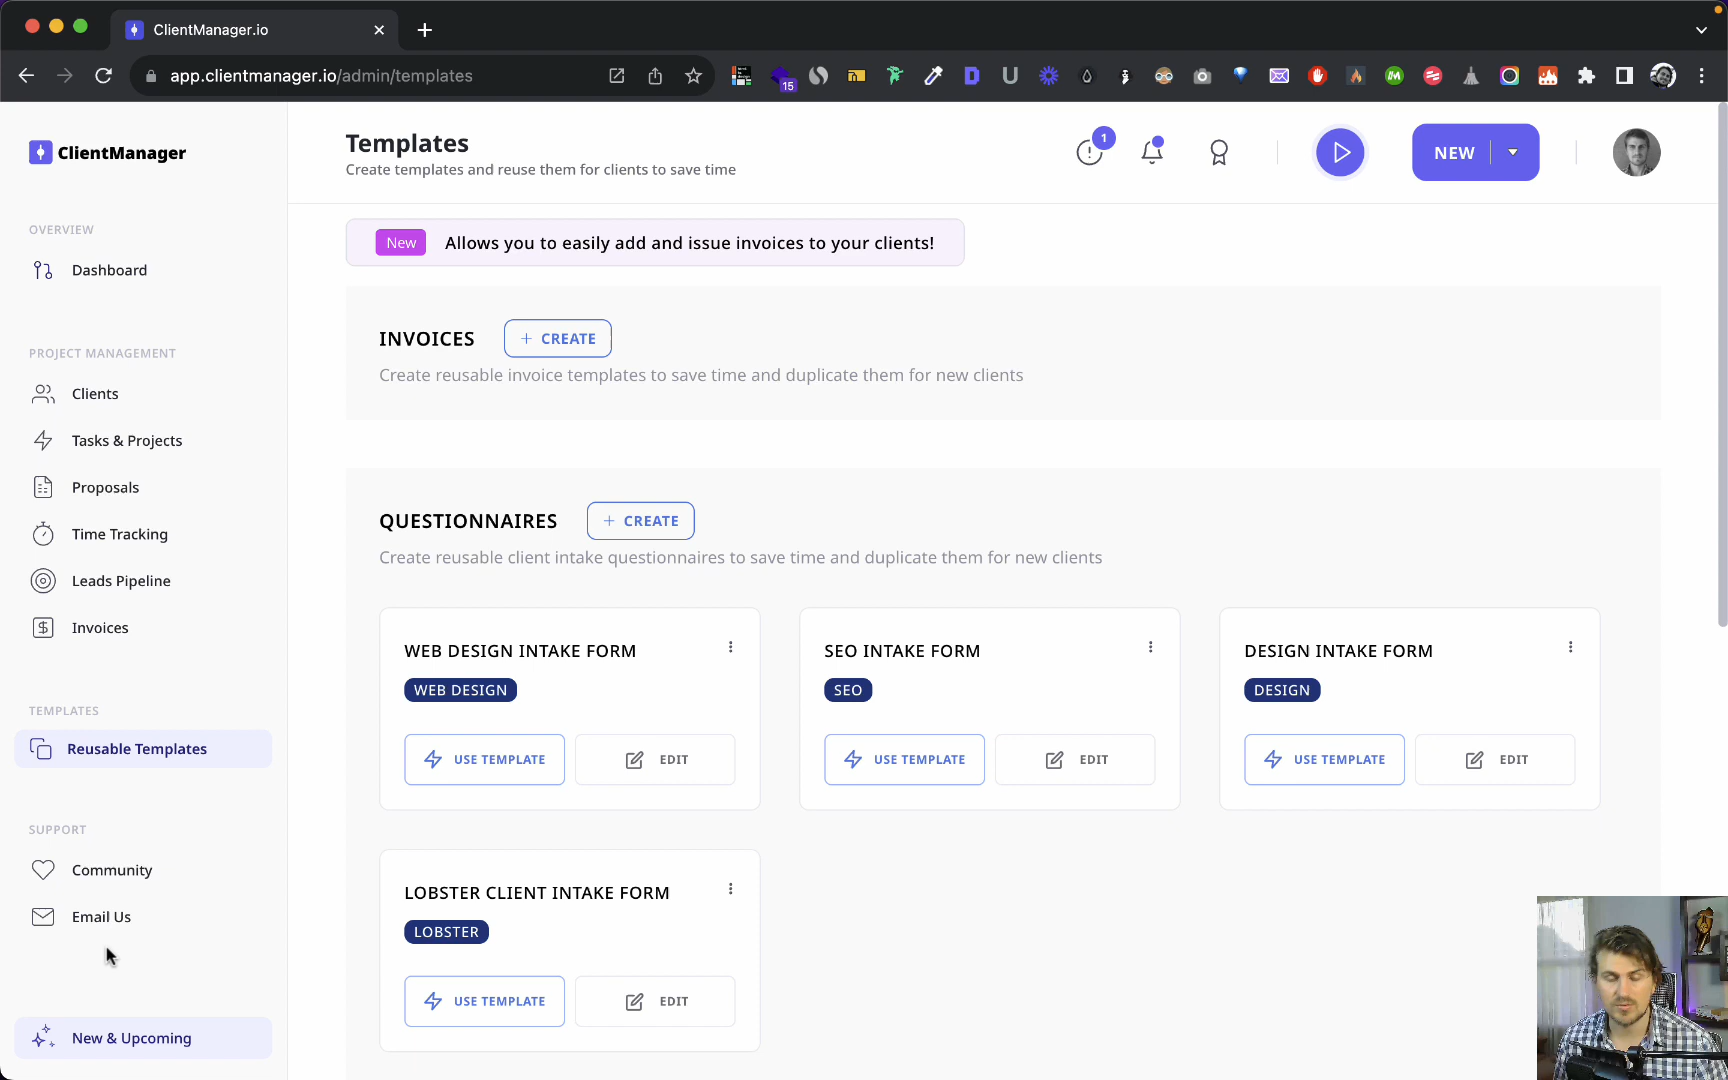 ClientManager.io
app.clientmanager.io/admin/templates
15
ClientManager
OVERVIEW
Dashboard
PROJECT MANAGEMENT
Clients
Tasks & Projects
Proposals
Time Tracking
Leads Pipeline
Invoices
TEMPLATES
Reusable Templates
SUPPORT
Community
Email Us
New & Upcoming
Templates
Create templates and reuse them for clients to save time
1
NEW
New Allows you to easily add and issue invoices to your clients!
INVOICES
+ CREATE
Create reusable invoice templates to save time and duplicate them for new clients
QUESTIONNAIRES
+ CREATE
Create reusable client intake questionnaires to save time and duplicate them for new clients
WEB DESIGN INTAKE FORM
WEB DESIGN
USE TEMPLATE
EDIT
SEO INTAKE FORM
SEO
USE TEMPLATE
EDIT
DESIGN INTAKE FORM
DESIGN
USE TEMPLATE
EDIT
LOBSTER CLIENT INTAKE FORM
LOBSTER
USE TEMPLATE
EDIT